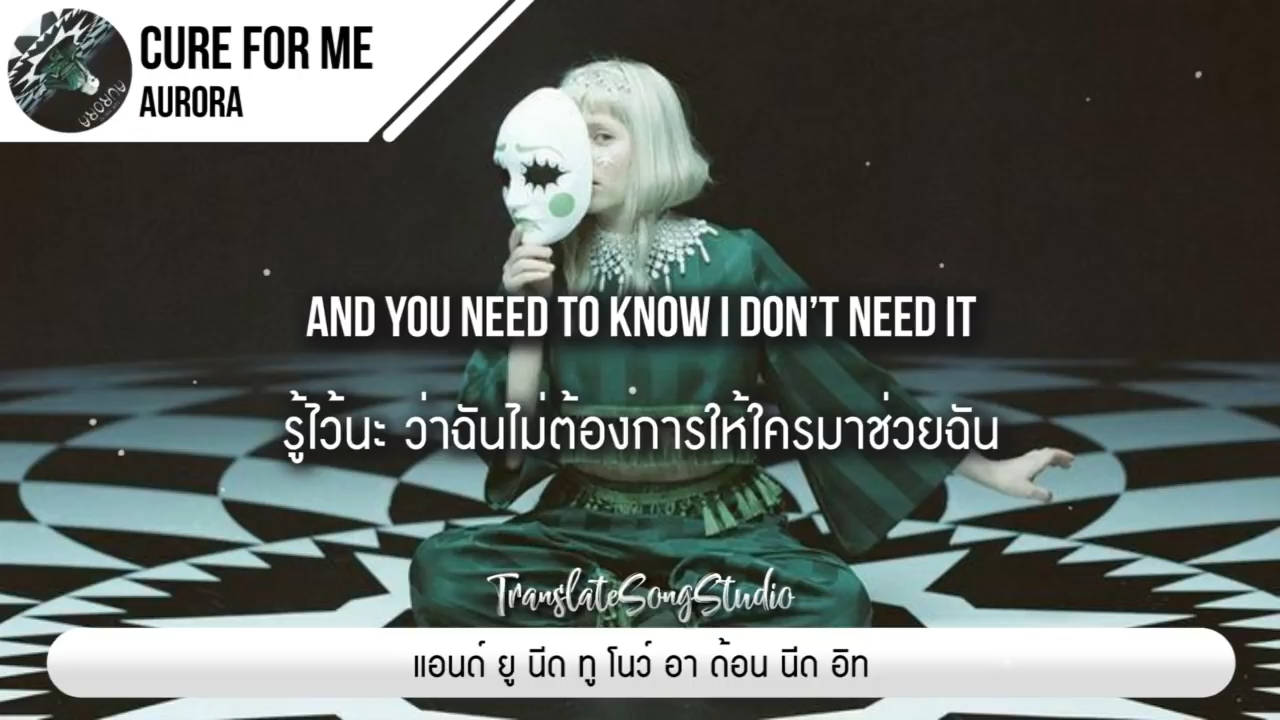 CURE FOR ME
AURORA
AURORA
AND YOU NEED TO KNOW I DON'T NEED IT
รู้ไว้นะ ว่าฉันไม่ต้องการให้ใครมาช่วยฉัน
TranslateSongStudio
แอนด์ ยู นีด ทู โนว์ อา ด้อน นีด อิท